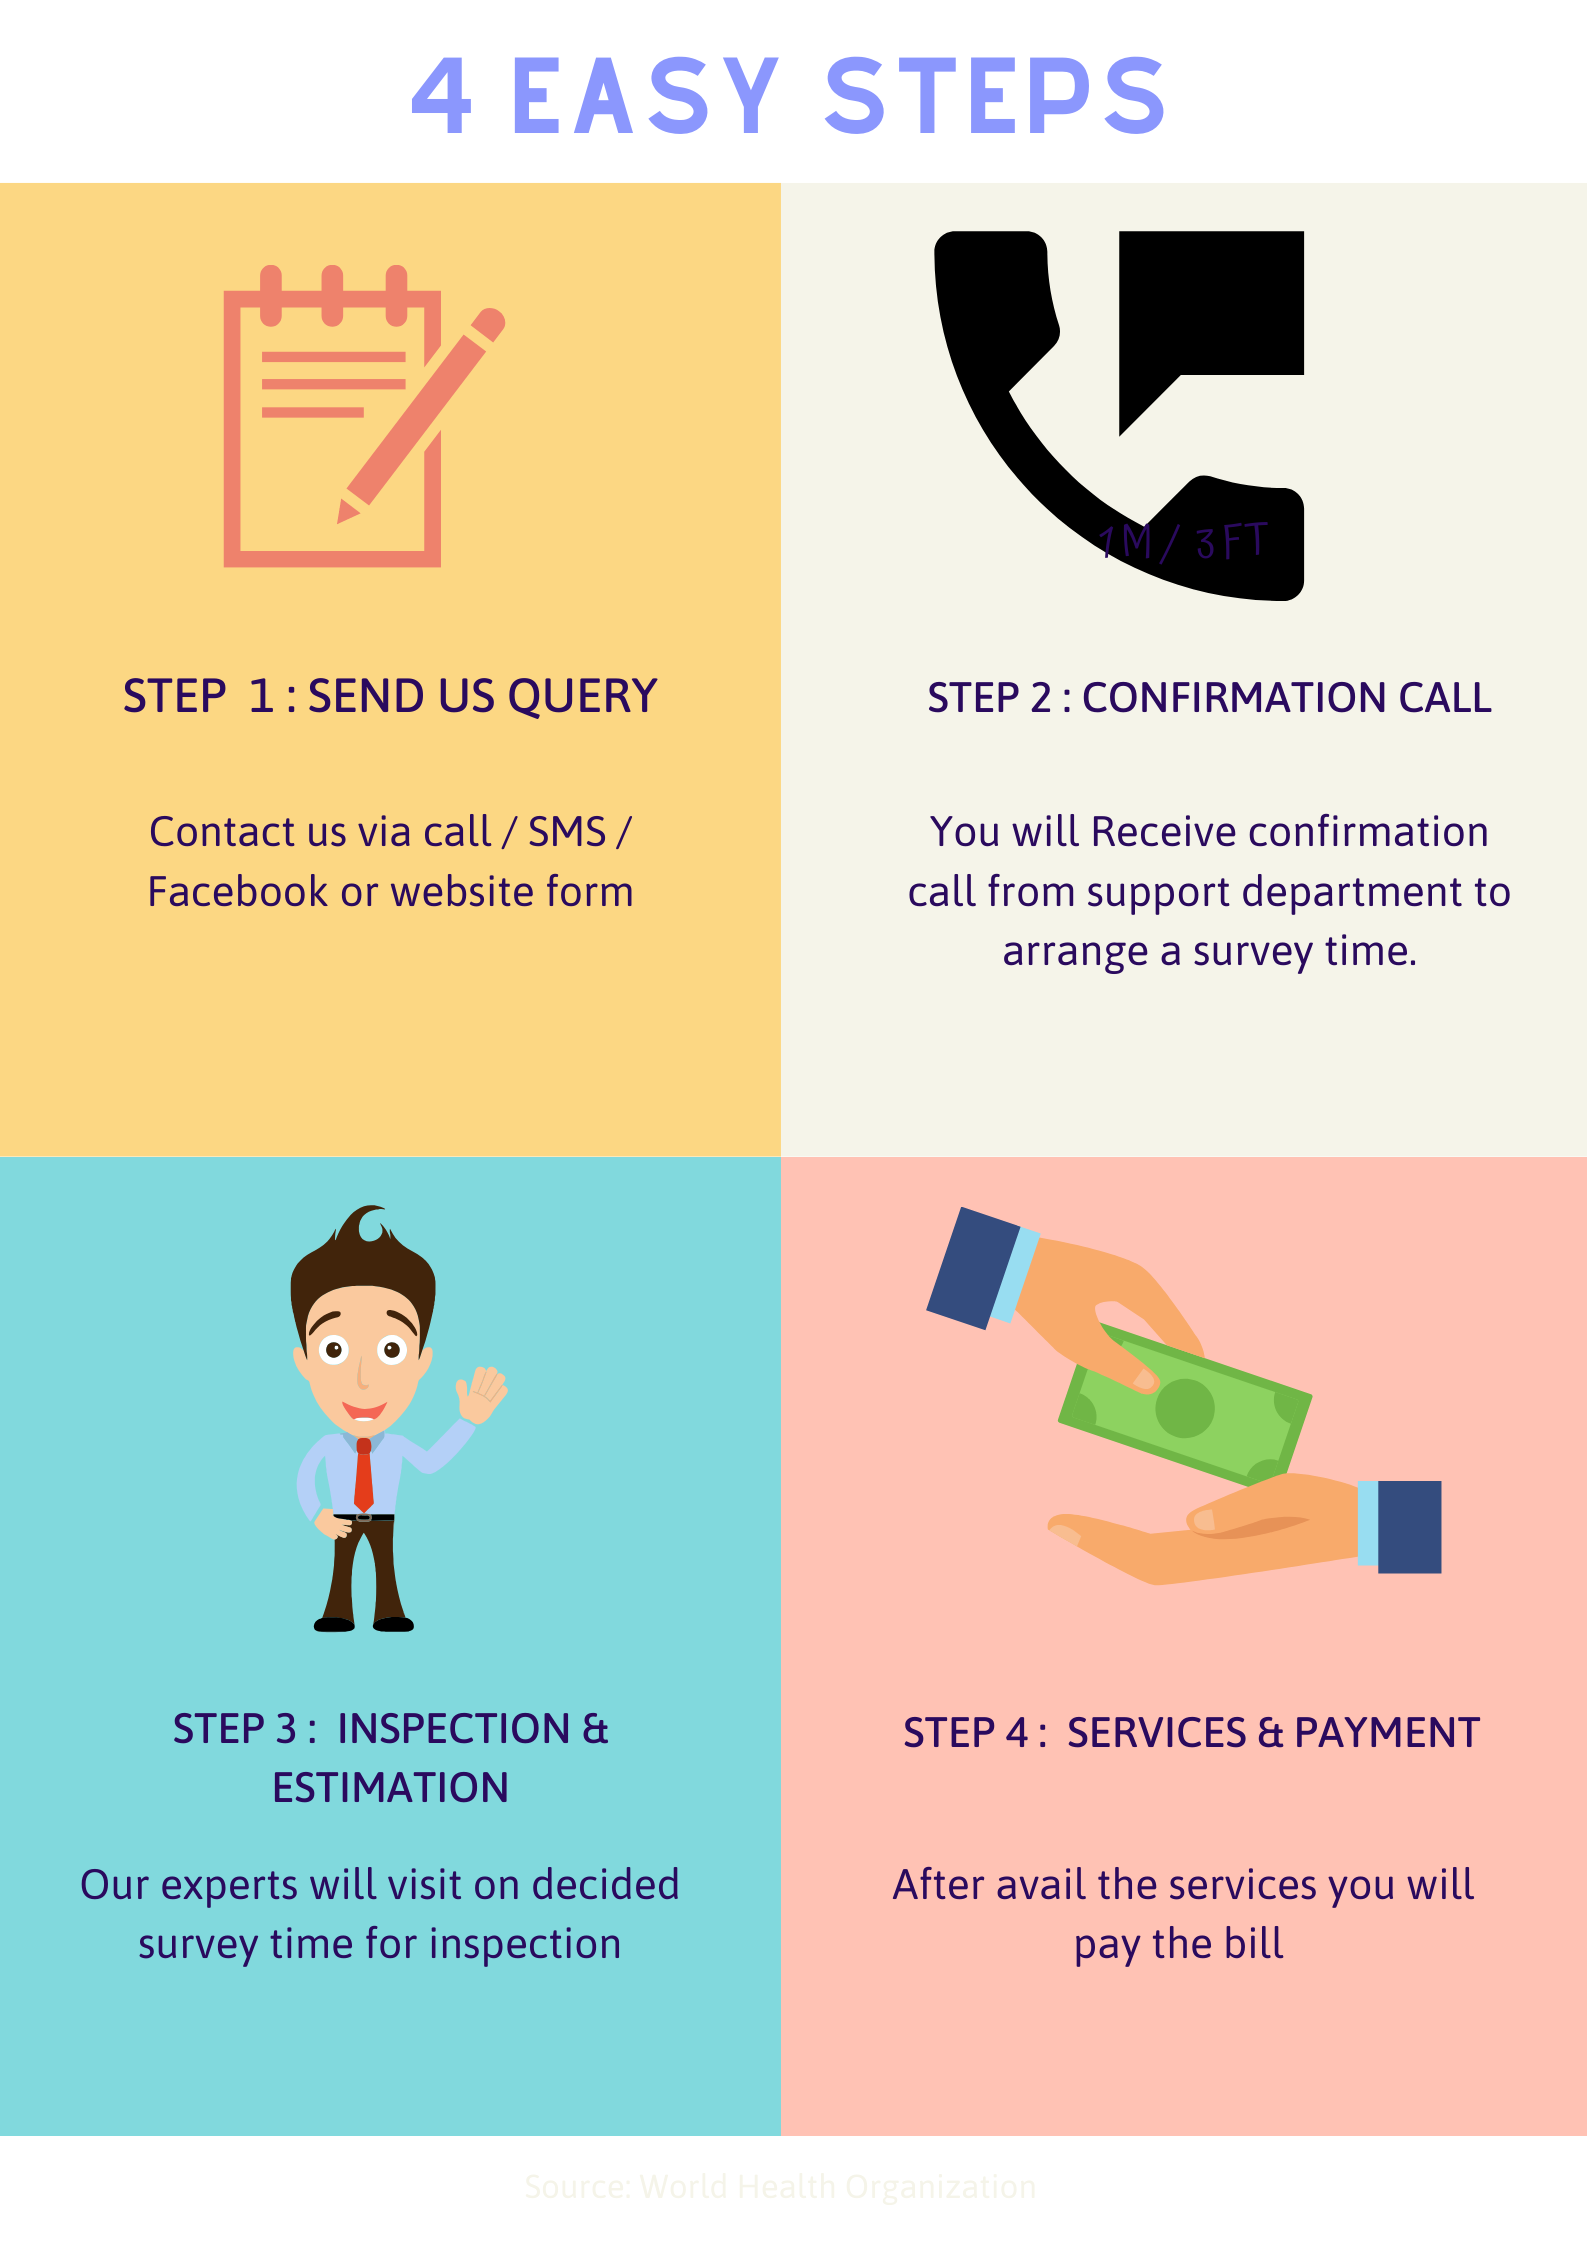 4 EASY STEPS
1M/ 3FT
STEP 1 : SEND US QUERY
Contact us via call / SMS /
Facebook or website form
STEP 2 : CONFIRMATION CALL
You will Receive confirmation
call from support department to
arrange a survey time.
STEP 3 : INSPECTION &
ESTIMATION
Our experts will visit on decided
survey time for inspection
STEP 4 : SERVICES & PAYMENT
After avail the services you will
pay the bill
Source: World Health Organization